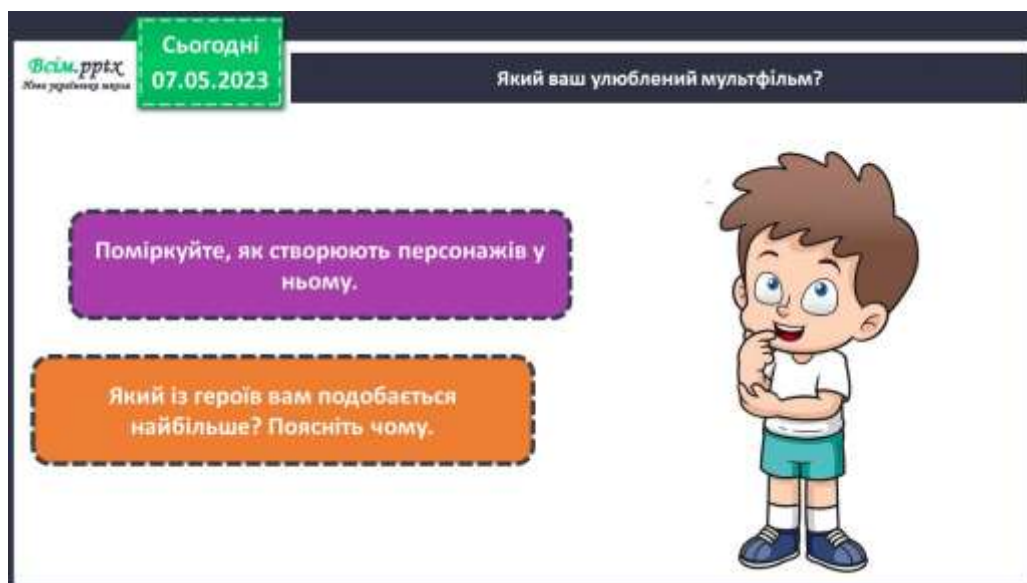 Всім.pptx
Нова українська школа
Сьогодні
07.05.2023
Який ваш улюблений мультфільм?
Поміркуйте, як створюють персонажів у
ньому.
Який із героїв вам подобається
найбільше? Поясніть чому.